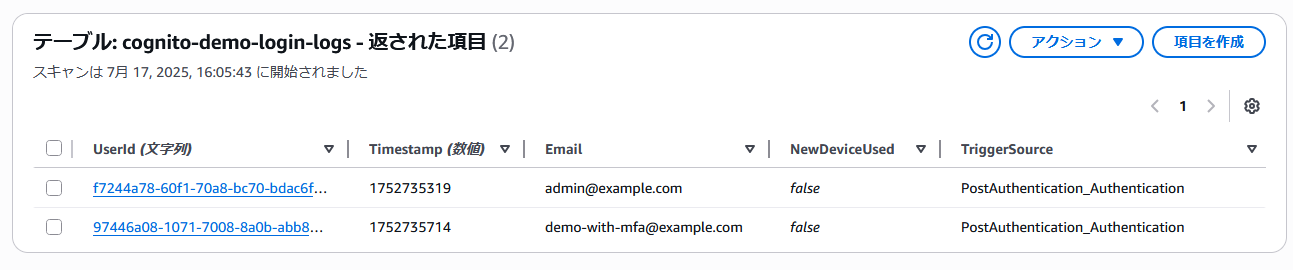 テーブル: cognito-demo-login-logs - 返された項目 (2)
アクション
項目を作成
スキャンは 7月 17, 2025, 16:05:43 に開始されました
1
UserId (文字列) Timestamp (数値) Email NewDeviceUsed TriggerSource
f7244a78-60f1-70a8-bc70-bdac6f... 1752735319 admin@example.com false PostAuthentication_Authentication
97446a08-1071-7008-8a0b-abb8... 1752735714 demo-with-mfa@example.com false PostAuthentication_Authentication